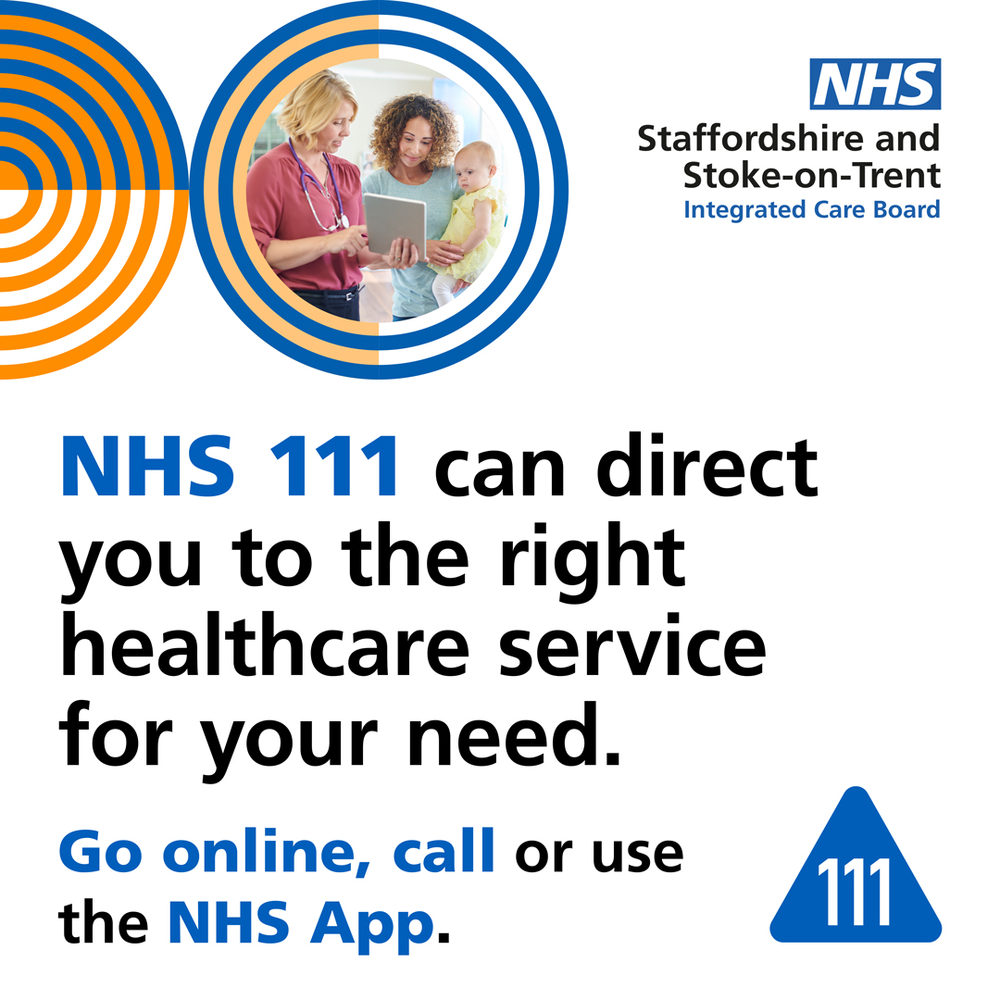 NHS
Staffordshire and
Stoke-on-Trent
Integrated Care Board
NHS 111 can direct
you to the right
healthcare service
for your need.
Go online, call or use
the NHS App.
111